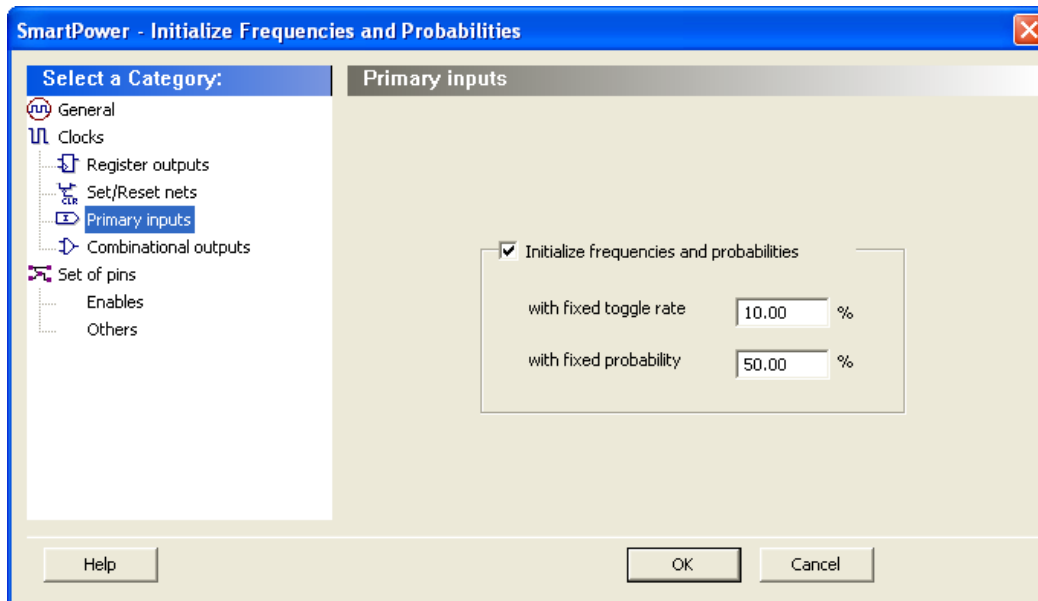 SmartPower - Initialize Frequencies and Probabilities
Select a Category:
General
Clocks
Register outputs
CLR
Set/Reset nets
Primary inputs
Combinational outputs
Set of pins
Enables
Others
Primary inputs
Initialize frequencies and probabilities
with fixed toggle rate 10.00 %
with fixed probability 50.00 %
Help
OK
Cancel